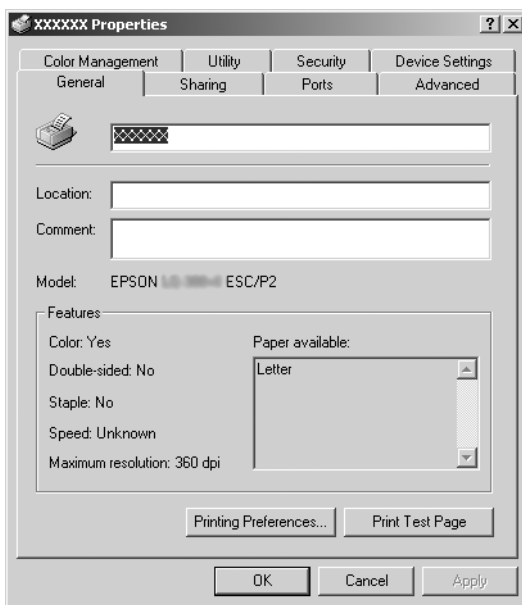 XXXXXX Properties
Color Management Utility Security Device Settings
General Sharing Ports Advanced
XXXXXX
Location:
Comment:
Model: EPSON ESC/P2
Features
Color: Yes Paper available:
Double-sided: No Letter
Staple: No
Speed: Unknown
Maximum resolution: 360 dpi
Printing Preferences... Print Test Page
OK Cancel Apply